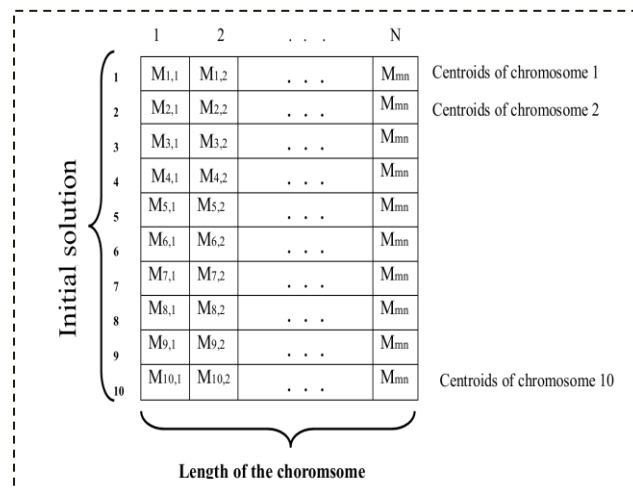 1 2 . . . N
1 M1,1 M1,2 . . . Mmn Centroids of chromosome 1
2 M2,1 M2,2 . . . Mmn Centroids of chromosome 2
3 M3,1 M3,2 . . . Mmn
4 M4,1 M4,2 . . . Mmn
5 M5,1 M5,2 . . . Mmn
6 M6,1 M6,2 . . . Mmn
7 M7,1 M7,2 . . . Mmn
8 M8,1 M8,2 . . . Mmn
9 M9,1 M9,2 . . . Mmn
10 M10,1 M10,2 . . . Mmn Centroids of chromosome 10
Initial solution
Length of the choromsome